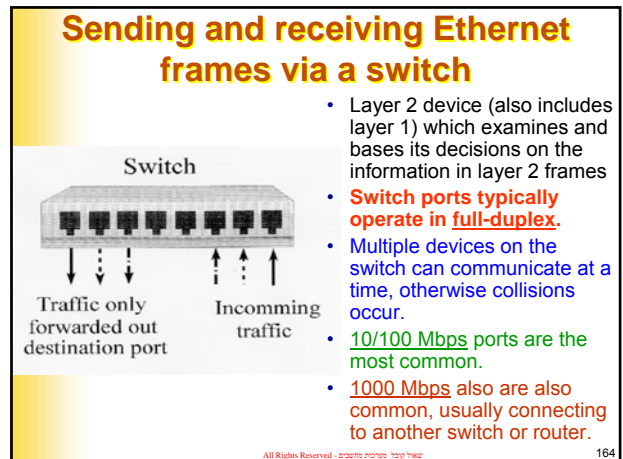 Sending and receiving Ethernet
frames via a switch
Switch
Traffic only
forwarded out
destination port
Incomming
traffic
• Layer 2 device (also includes
layer 1) which examines and
bases its decisions on the
information in layer 2 frames
• Switch ports typically
operate in full-duplex.
• Multiple devices on the
switch can communicate at a
time, otherwise collisions
occur.
• 10/100 Mbps ports are the
most common.
• 1000 Mbps also are also
common, usually connecting
to another switch or router.
All Rights Reserved - שאול קובל מערכות מחשבים
164